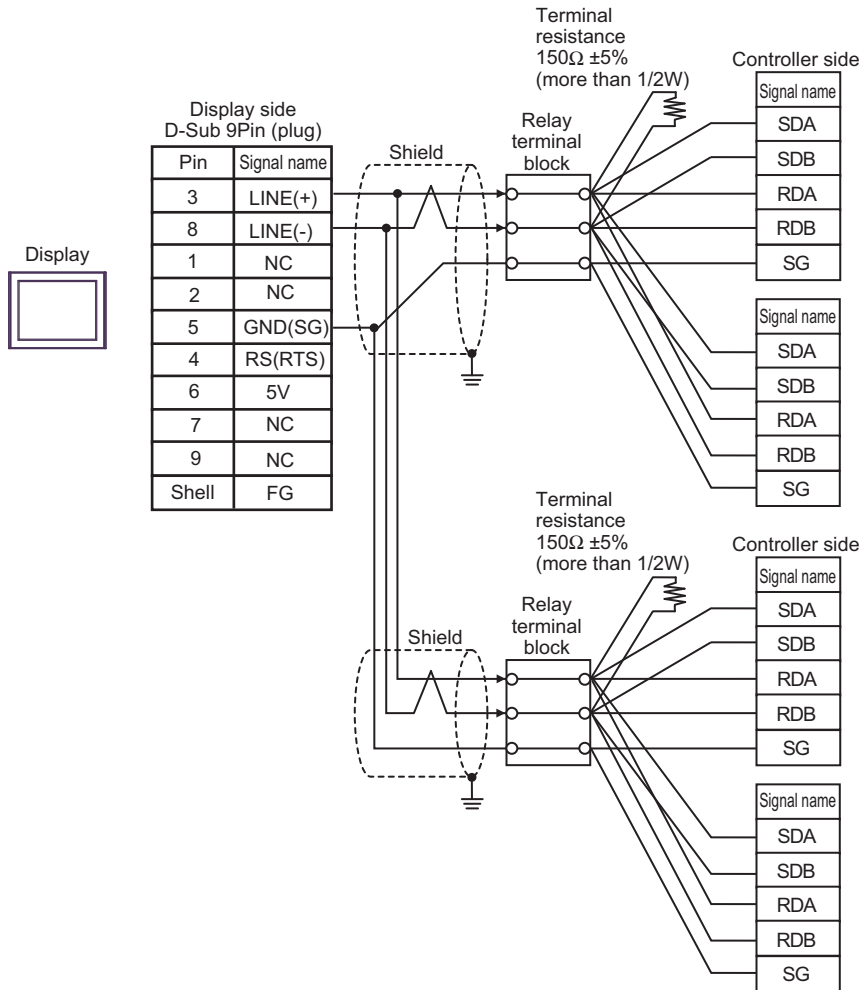 Terminal
resistance
150Ω ±5%
(more than 1/2W)
Controller side
Signal name
SDA
SDB
RDA
RDB
SG
Relay
terminal
block
Shield
Display side
D-Sub 9Pin (plug)
Pin Signal name
3 LINE(+)
8 LINE(-)
1 NC
2 NC
5 GND(SG)
4 RS(RTS)
6 5V
7 NC
9 NC
Shell FG
Display
Signal name
SDA
SDB
RDA
RDB
SG
Terminal
resistance
150Ω ±5%
(more than 1/2W)
Controller side
Signal name
SDA
SDB
RDA
RDB
SG
Relay
terminal
block
Shield
Signal name
SDA
SDB
RDA
RDB
SG